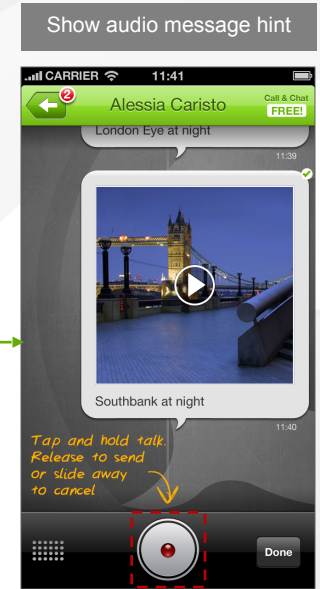 Show audio message hint
CARRIER 11:41
2
Alessia Caristo
Call & Chat
FREE!
London Eye at night
11:39
Southbank at night
11:40
Tap and hold talk.
Release to send
or slide away
to cancel
Done